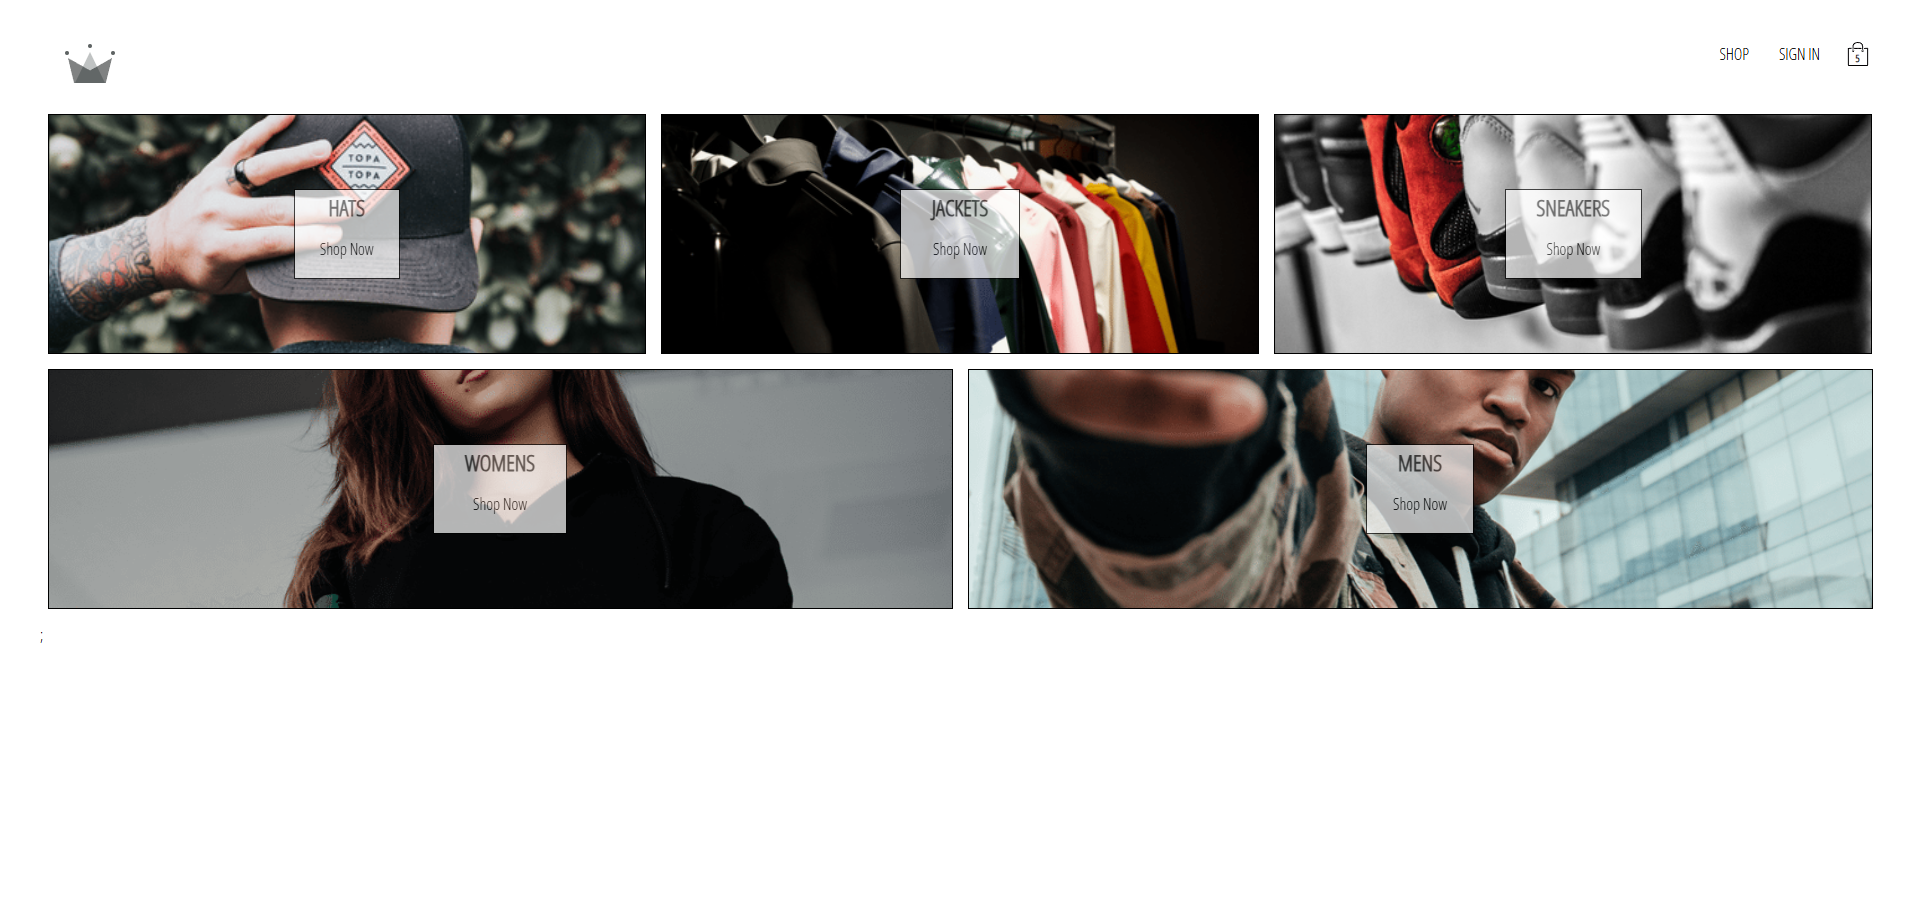 SHOP
SIGN IN
5
TOPA
TOPA
HATS
Shop Now
JACKETS
Shop Now
SNEAKERS
Shop Now
WOMENS
Shop Now
MENS
Shop Now
;